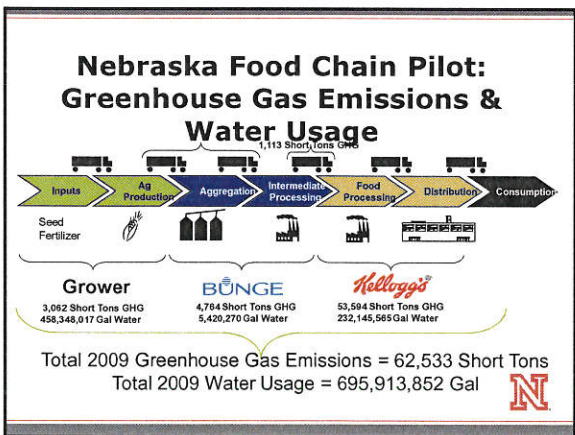 Nebraska Food Chain Pilot:
Greenhouse Gas Emissions &
Water Usage
1,113 Short Tons GHG
Inputs
Ag
Production
Aggregation
Intermediate
Processing
Food
Processing
Distribution
Consumption
Seed
Fertilizer
Grower
3,062 Short Tons GHG
458,348,017 Gal Water
BUNGE
4,764 Short Tons GHG
5,420,270 Gal Water
Kellogg's
53,594 Short Tons GHG
232,145,565 Gal Water
Total 2009 Greenhouse Gas Emissions = 62,533 Short Tons
Total 2009 Water Usage = 695,913,852 Gal
N